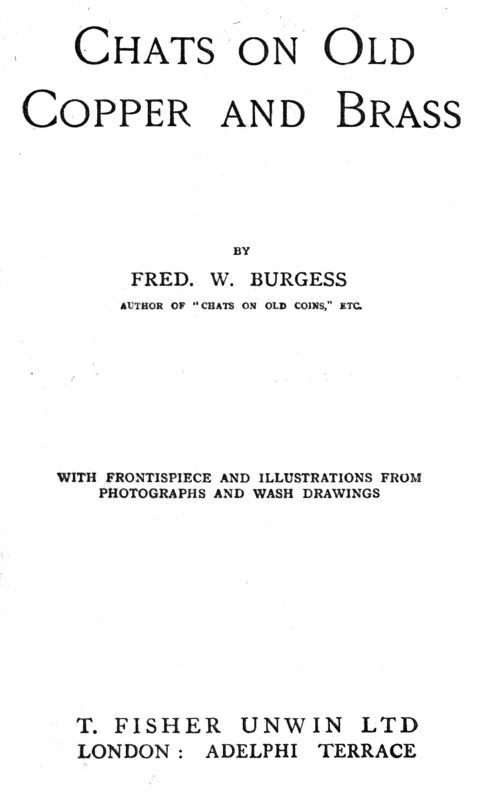 CHATS ON OLD
COPPER AND BRASS
BY
FRED. W. BURGESS
AUTHOR OF "CHATS ON OLD COINS," ETC.
WITH FRONTISPIECE AND ILLUSTRATIONS FROM
PHOTOGRAPHS AND WASH DRAWINGS
T. FISHER UNWIN LTD
LONDON: ADELPHI TERRACE